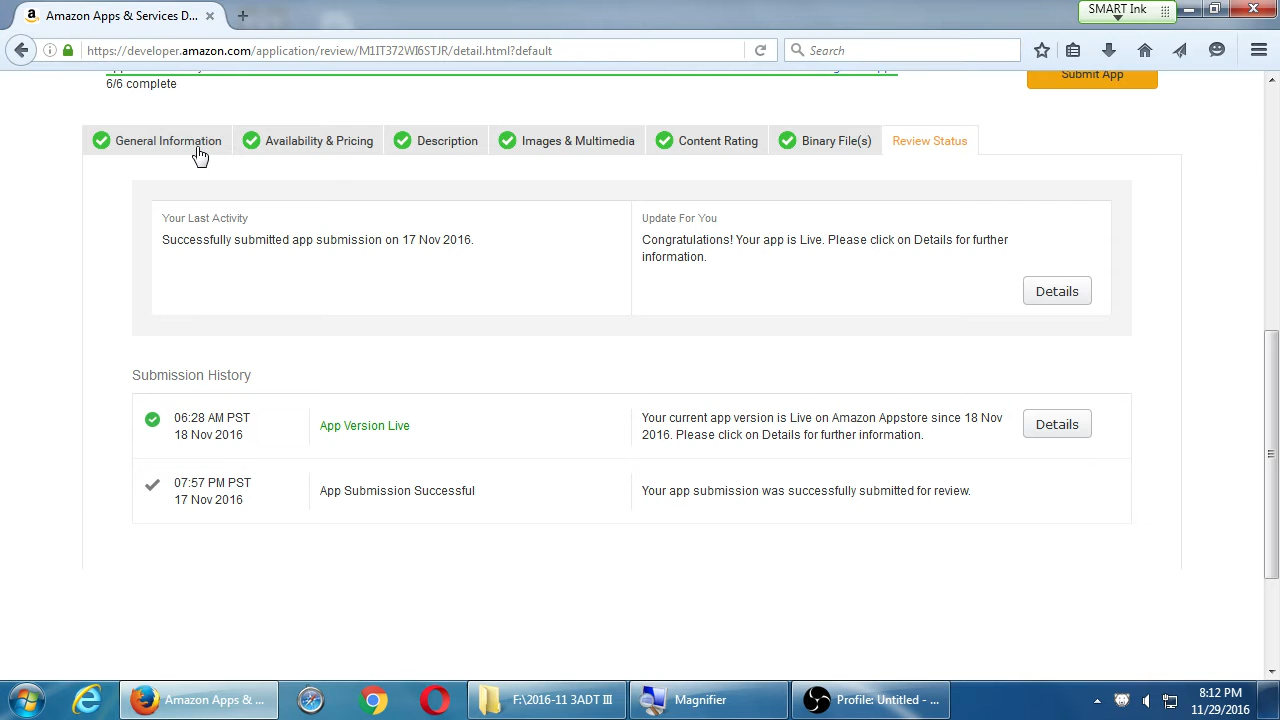 Amazon Apps & Services D...
SMART Ink
https://developer.amazon.com/application/review/M1IT372WI6STJR/detail.html?default
Search
6/6 complete
Submit App
General Information
Availability & Pricing
Description
Images & Multimedia
Content Rating
Binary File(s)
Review Status
Your Last Activity
Successfully submitted app submission on 17 Nov 2016.
Update For You
Congratulations! Your app is Live. Please click on Details for further
information.
Details
Submission History
06:28 AM PST
18 Nov 2016
App Version Live
Your current app version is Live on Amazon Appstore since 18 Nov
2016. Please click on Details for further information.
Details
07:57 PM PST
17 Nov 2016
App Submission Successful
Your app submission was successfully submitted for review.
Amazon Apps & ...
F:\2016-11 3ADT III
Magnifier
Profile: Untitled - ...
8:12 PM
11/29/2016